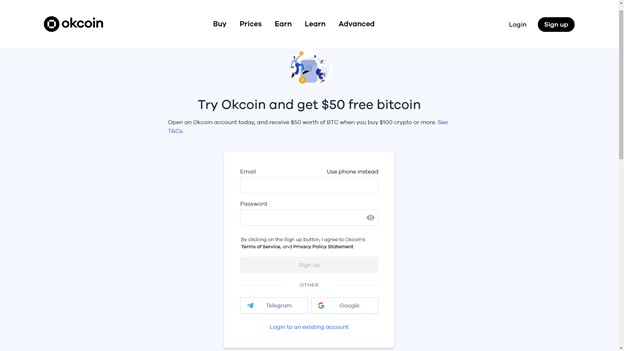 okcoin
Buy Prices Earn Learn Advanced
Login Sign up
Try Okcoin and get $50 free bitcoin
Open an Okcoin account today, and receive $50 worth of BTC when you buy $100 crypto or more. See
T&Cs.
Email Use phone instead
Password
By clicking on the Sign up button, I agree to Okcoin's
Terms of Service, and Privacy Policy Statement
Sign up
OTHER
Telegram Google
Login to an existing account